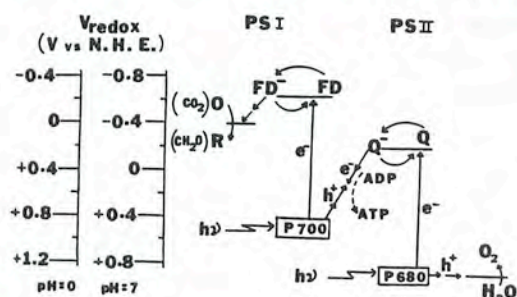 Vredox
(V vs N.H.E.)
PS I
PS II
-0.4
0
+0.4
+0.8
+1.2
pH=0
-0.8
-0.4
0
+0.4
+0.8
pH=7
FD⁻ FD
(CO₂)O
(CH₂O)R
e⁻
Q⁻ Q
e⁻
ADP
h⁺
ATP
e⁻
hν
P700
hν
P680
h⁺
O₂
H₂O